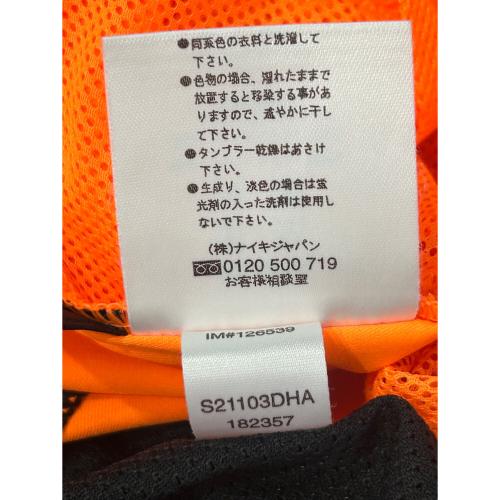 ●同系色の衣料と洗濯して
下さい。
●色物の場合、濡れたままで
放置すると移染する事があ
りますので、速やかに干し
て下さい。
●タンブラー乾燥はおさけ
下さい。
●生成り、淡色の場合は蛍
光剤の入った洗剤は使用し
ないで下さい。
(株)ナイキジャパン
0120 500 719
お客様相談室
IM#126539
S21103DHA
182357